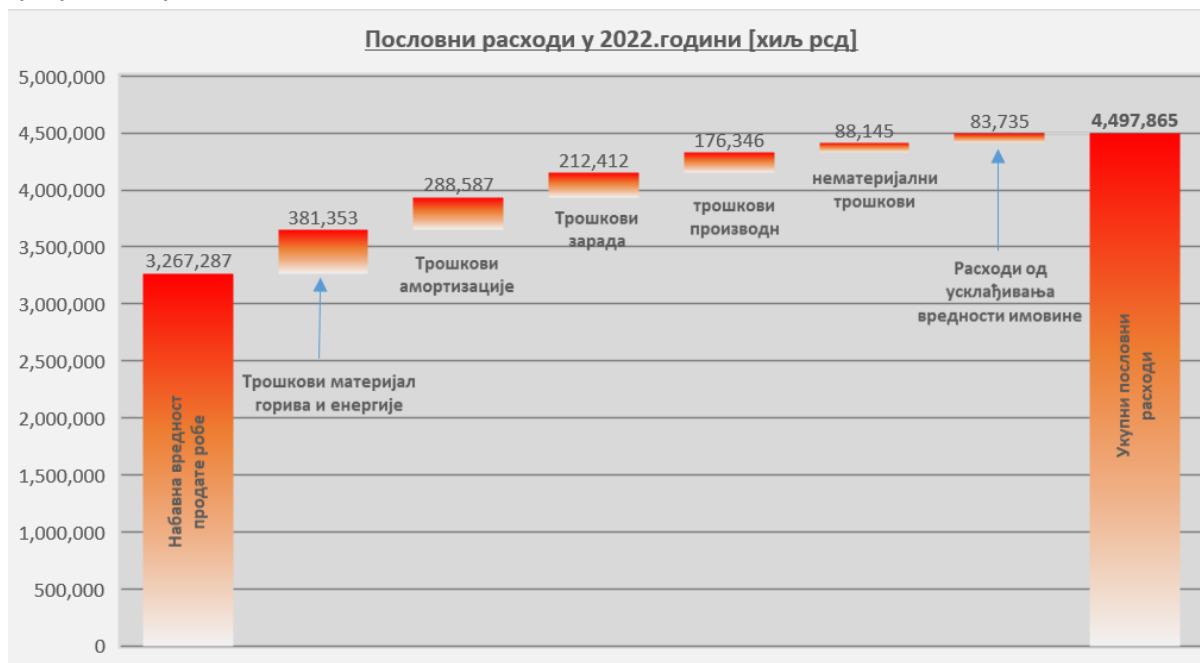 Пословни расходи у 2022.години [хиљ рсд]
5,000,000
4,500,000
4,000,000
3,500,000
3,000,000
2,500,000
2,000,000
1,500,000
1,000,000
500,000
0
3,267,287
Набавна вредност
продате робе
381,353
Трошкови материјал
горива и енергије
288,587
Трошкови
амортизације
212,412
Трошкови
зарада
176,346
трошкови
производн
88,145
нематеријални
трошкови
83,735
Расходи од
усклађивања
вредности имовине
4,497,865
Укупни пословни
расходи